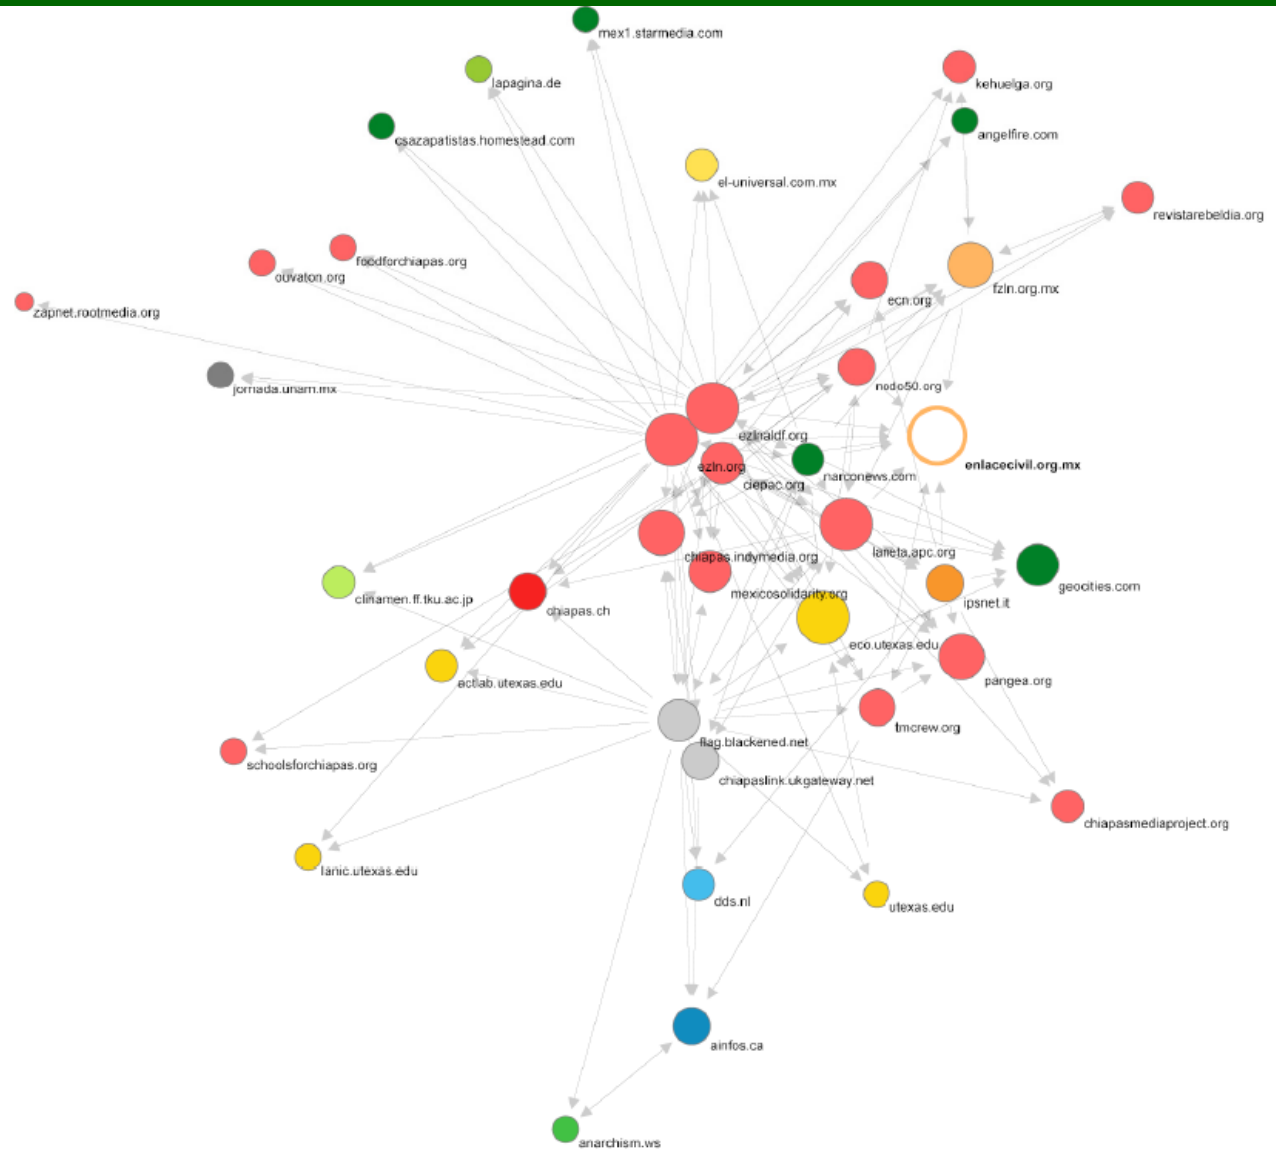 mex1.starmedia.com
lapagina.de
kehuelga.org
csazapatistas.homestead.com
angelfire.com
el-universal.com.mx
revistarebeldia.org
foodforchiapas.org
ouvaton.org
fzln.org.mx
ecn.org
zapnet.rootmedia.org
jornada.unam.mx
nodo50.org
ezlnaldf.org
ezln.org
enlacecivil.org.mx
narconews.com
ciepac.org
laneta.apc.org
chiapas.indymedia.org
geocities.com
mexicosolidarity.org
clinamen.ff.tku.ac.jp
ipsnet.it
chiapas.ch
eco.utexas.edu
pangea.org
actlab.utexas.edu
tmcrew.org
flag.blackened.net
schoolsforchiapas.org
chiapaslink.ukgateway.net
chiapasmediaproject.org
lanic.utexas.edu
dds.nl
utexas.edu
ainfos.ca
anarchism.ws